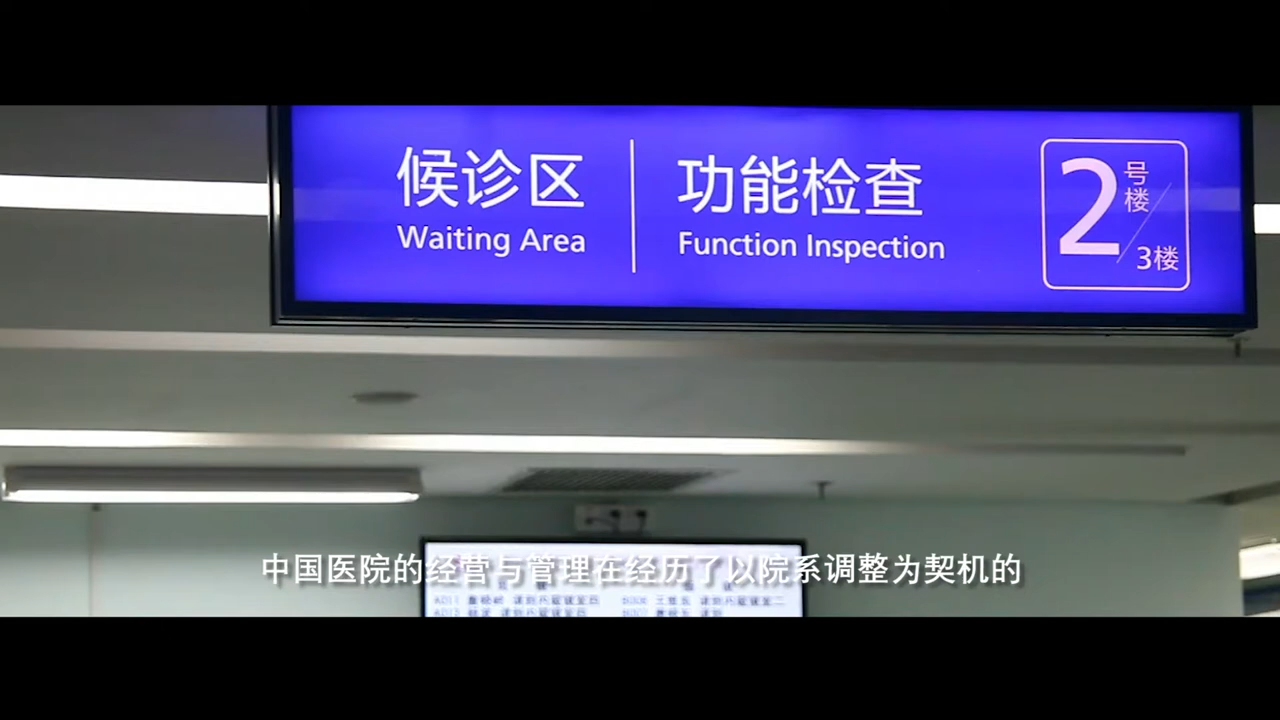 候诊区
Waiting Area
功能检查
Function Inspection
2号楼/3楼
中国医院的经营与管理在经历了以院系调整为契机的